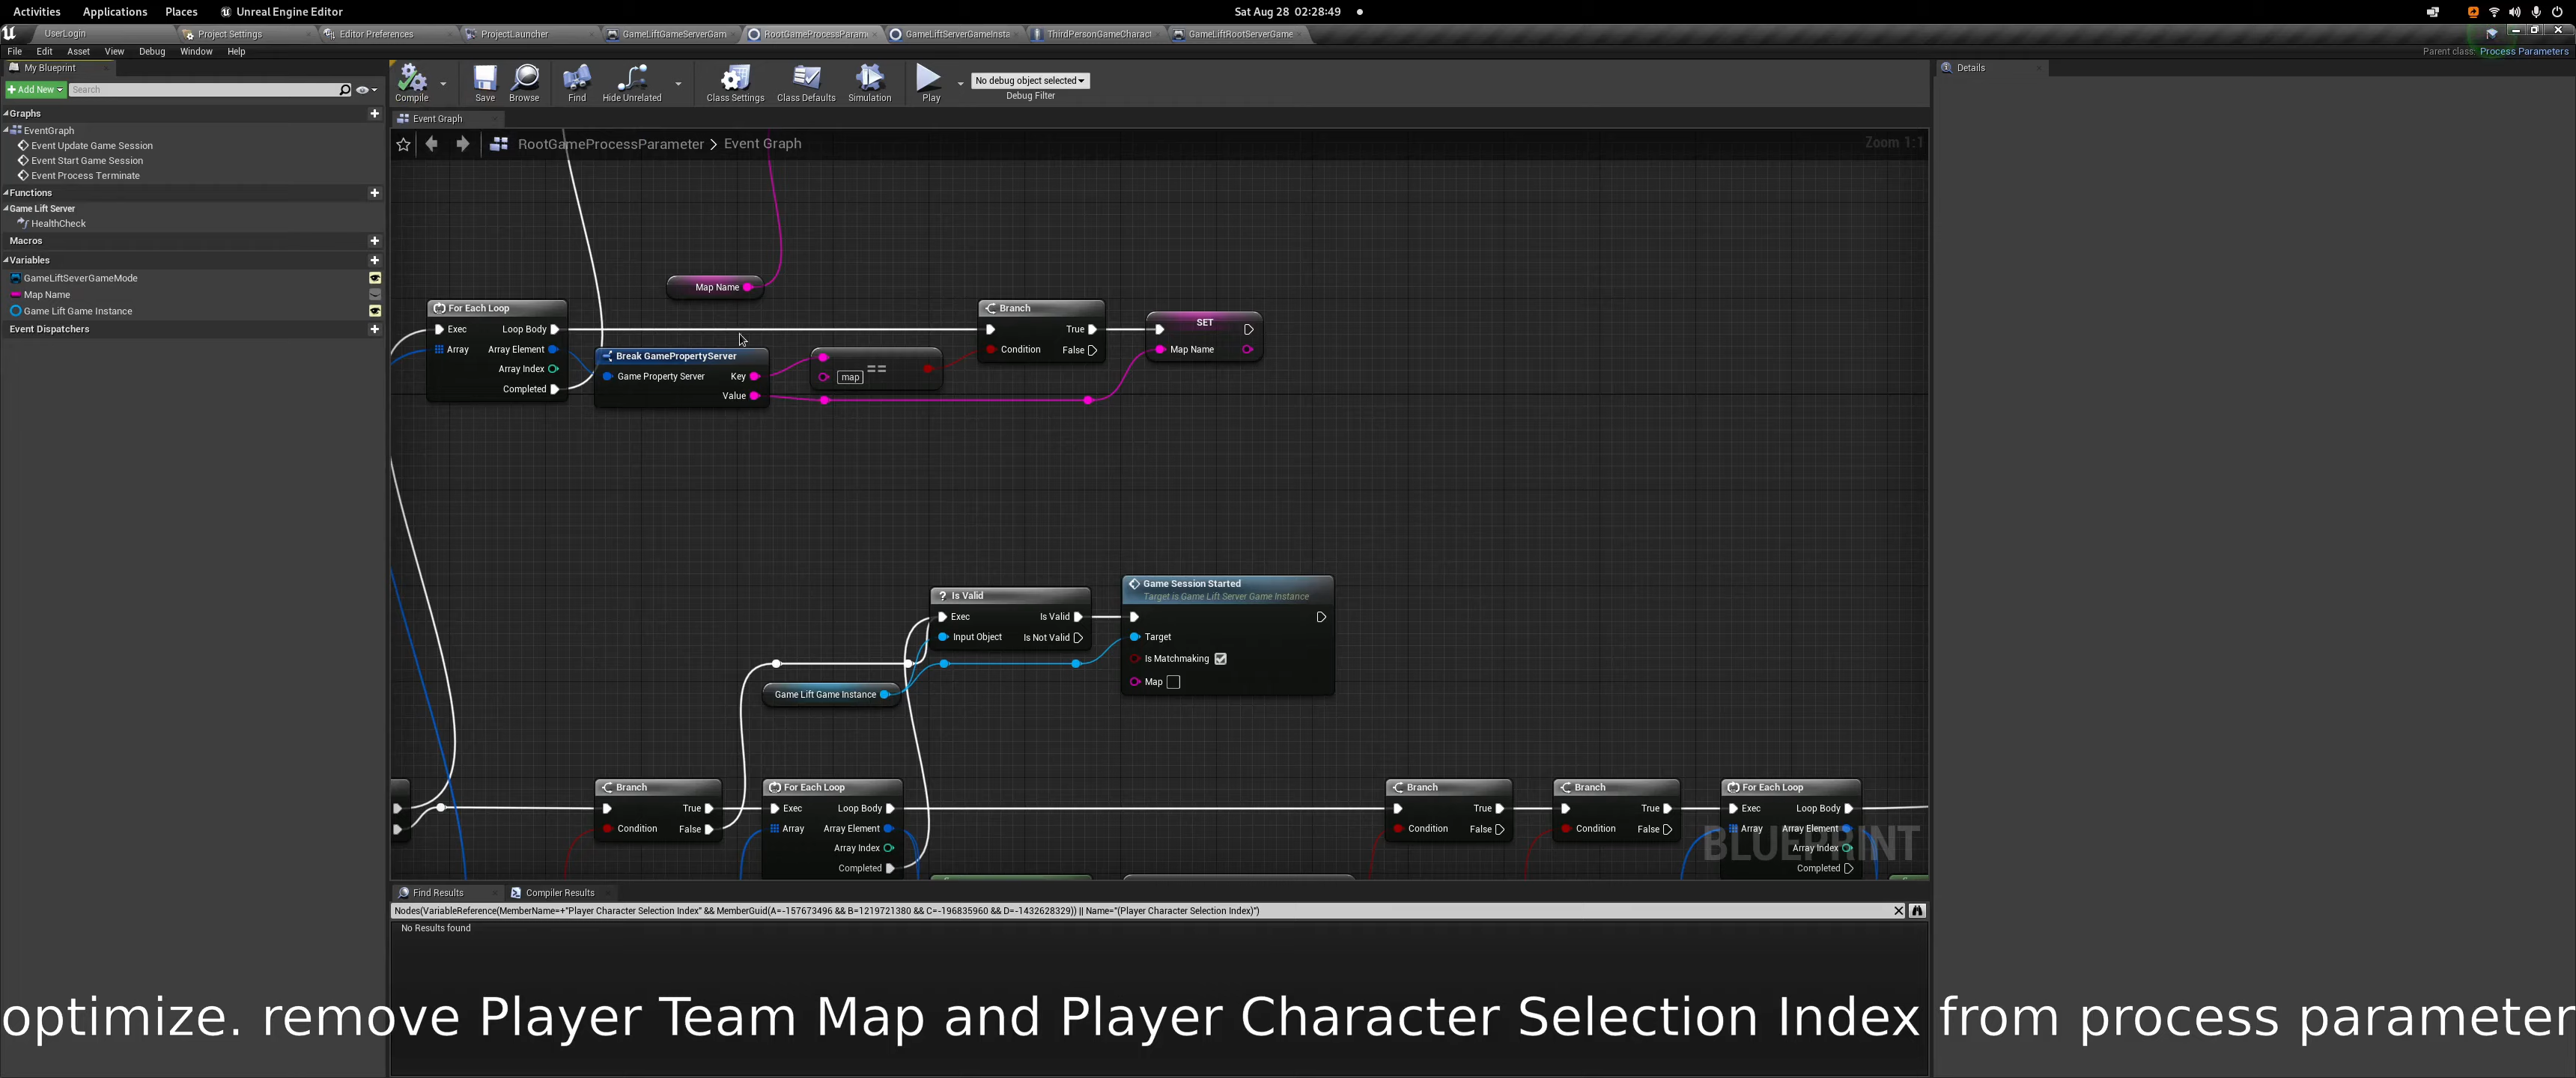 Activities Applications Places Unreal Engine Editor Sat Aug 28 02:28:49
UserLogin Project Settings Editor Preferences ProjectLauncher GameLiftGameServerGam RootGameProcessParam GameLiftServerGameInsta ThirdPersonGameCharact GameLiftRootServerGame
File Edit Asset View Debug Window Help Parent class: Process Parameters
My Blueprint
Details
Add New Search
Compile Save Browse Find Hide Unrelated Class Settings Class Defaults Simulation Play
No debug object selected
Debug Filter
Graphs
EventGraph
Event Update Game Session
Event Start Game Session
Event Process Terminate
Functions
Game Lift Server
HealthCheck
Macros
Variables
GameLiftSeverGameMode
Map Name
Game Lift Game Instance
Event Dispatchers
Event Graph
RootGameProcessParameter > Event Graph
Zoom 1:1
Map Name
For Each Loop
Exec Loop Body
Array Array Element
Array Index
Completed
Break GamePropertyServer
Game Property Server Key
Value
map ==
Branch
True
Condition False
SET
Map Name
Is Valid
Exec Is Valid
Input Object Is Not Valid
Game Session Started
Target is Game Lift Server Game Instance
Target
Is Matchmaking
Map
Game Lift Game Instance
Branch
True
Condition False
For Each Loop
Exec Loop Body
Array Array Element
Array Index
Completed
Branch
True
Condition False
Branch
True
Condition False
For Each Loop
Exec Loop Body
Array Array Element
Array Index
Completed
BLUEPRINT
Find Results Compiler Results
Nodes(VariableReference(MemberName=+"Player Character Selection Index" && MemberGuid(A=-157673496 && B=1219721380 && C=-196835960 && D=-1432628329)) || Name="(Player Character Selection Index)")
No Results found
optimize. remove Player Team Map and Player Character Selection Index from process parameter